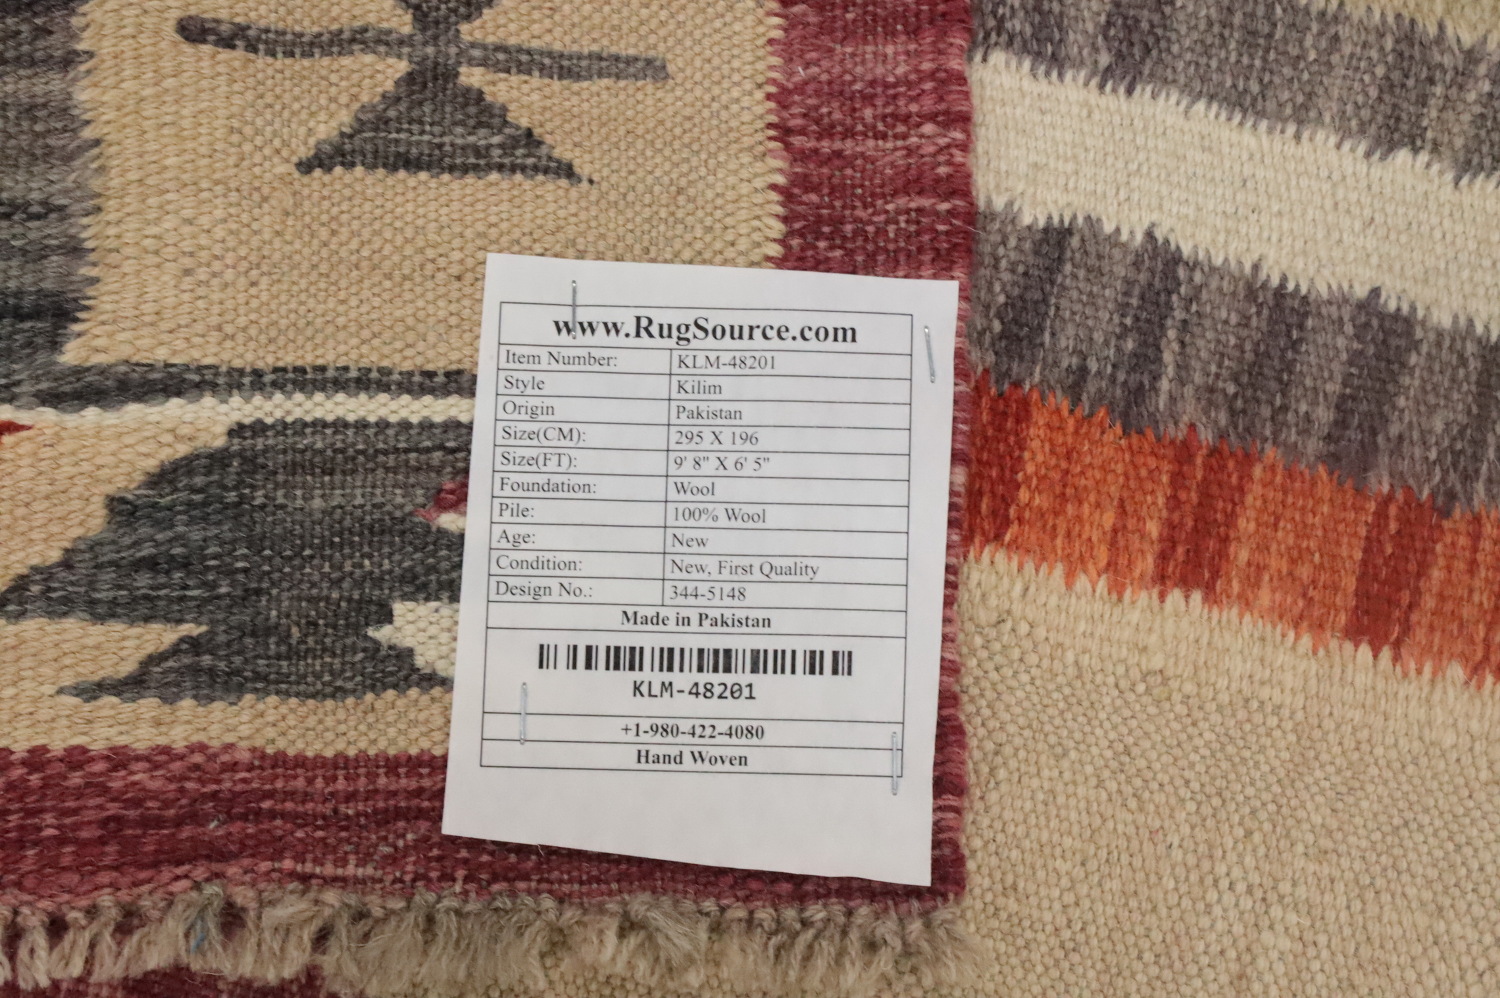 www.RugSource.com
Item Number: KLM-48201
Style Kilim
Origin Pakistan
Size(CM): 295 X 196
Size(FT): 9' 8" X 6' 5"
Foundation: Wool
Pile: 100% Wool
Age: New
Condition: New, First Quality
Design No.: 344-5148
Made in Pakistan
KLM-48201
+1-980-422-4080
Hand Woven